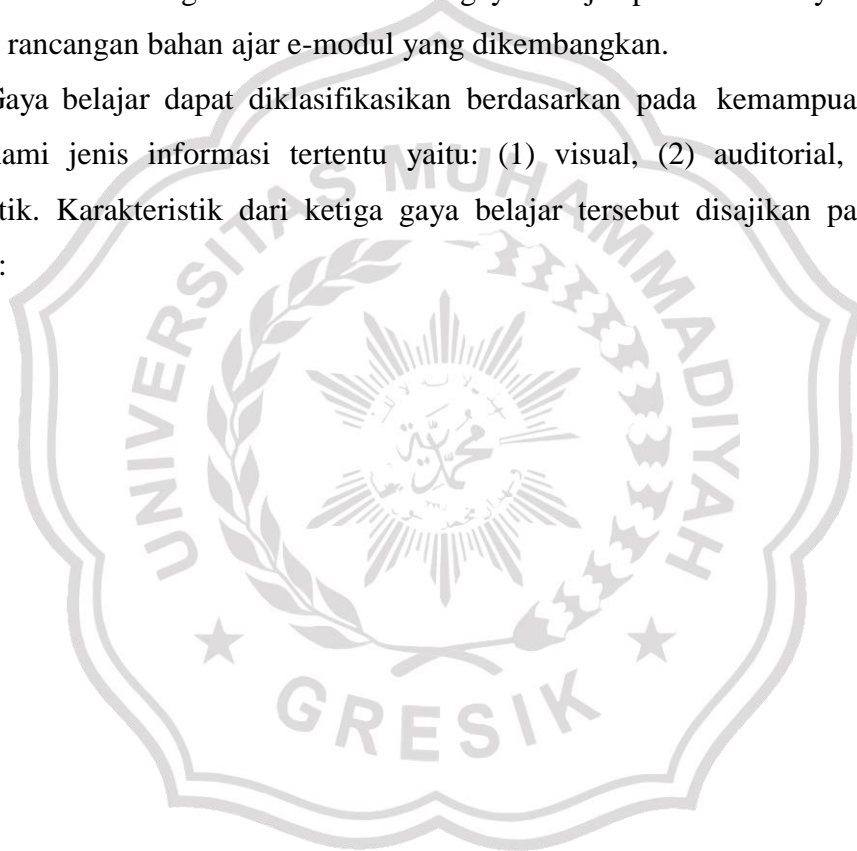 rancangan bahan ajar e-modul yang dikembangkan.
Gaya belajar dapat diklasifikasikan berdasarkan pada kemampua
ami jenis informasi tertentu yaitu: (1) visual, (2) auditorial,
tik. Karakteristik dari ketiga gaya belajar tersebut disajikan pa
:
UNIVERSITAS MUHAMMADIYAH
GRESIK